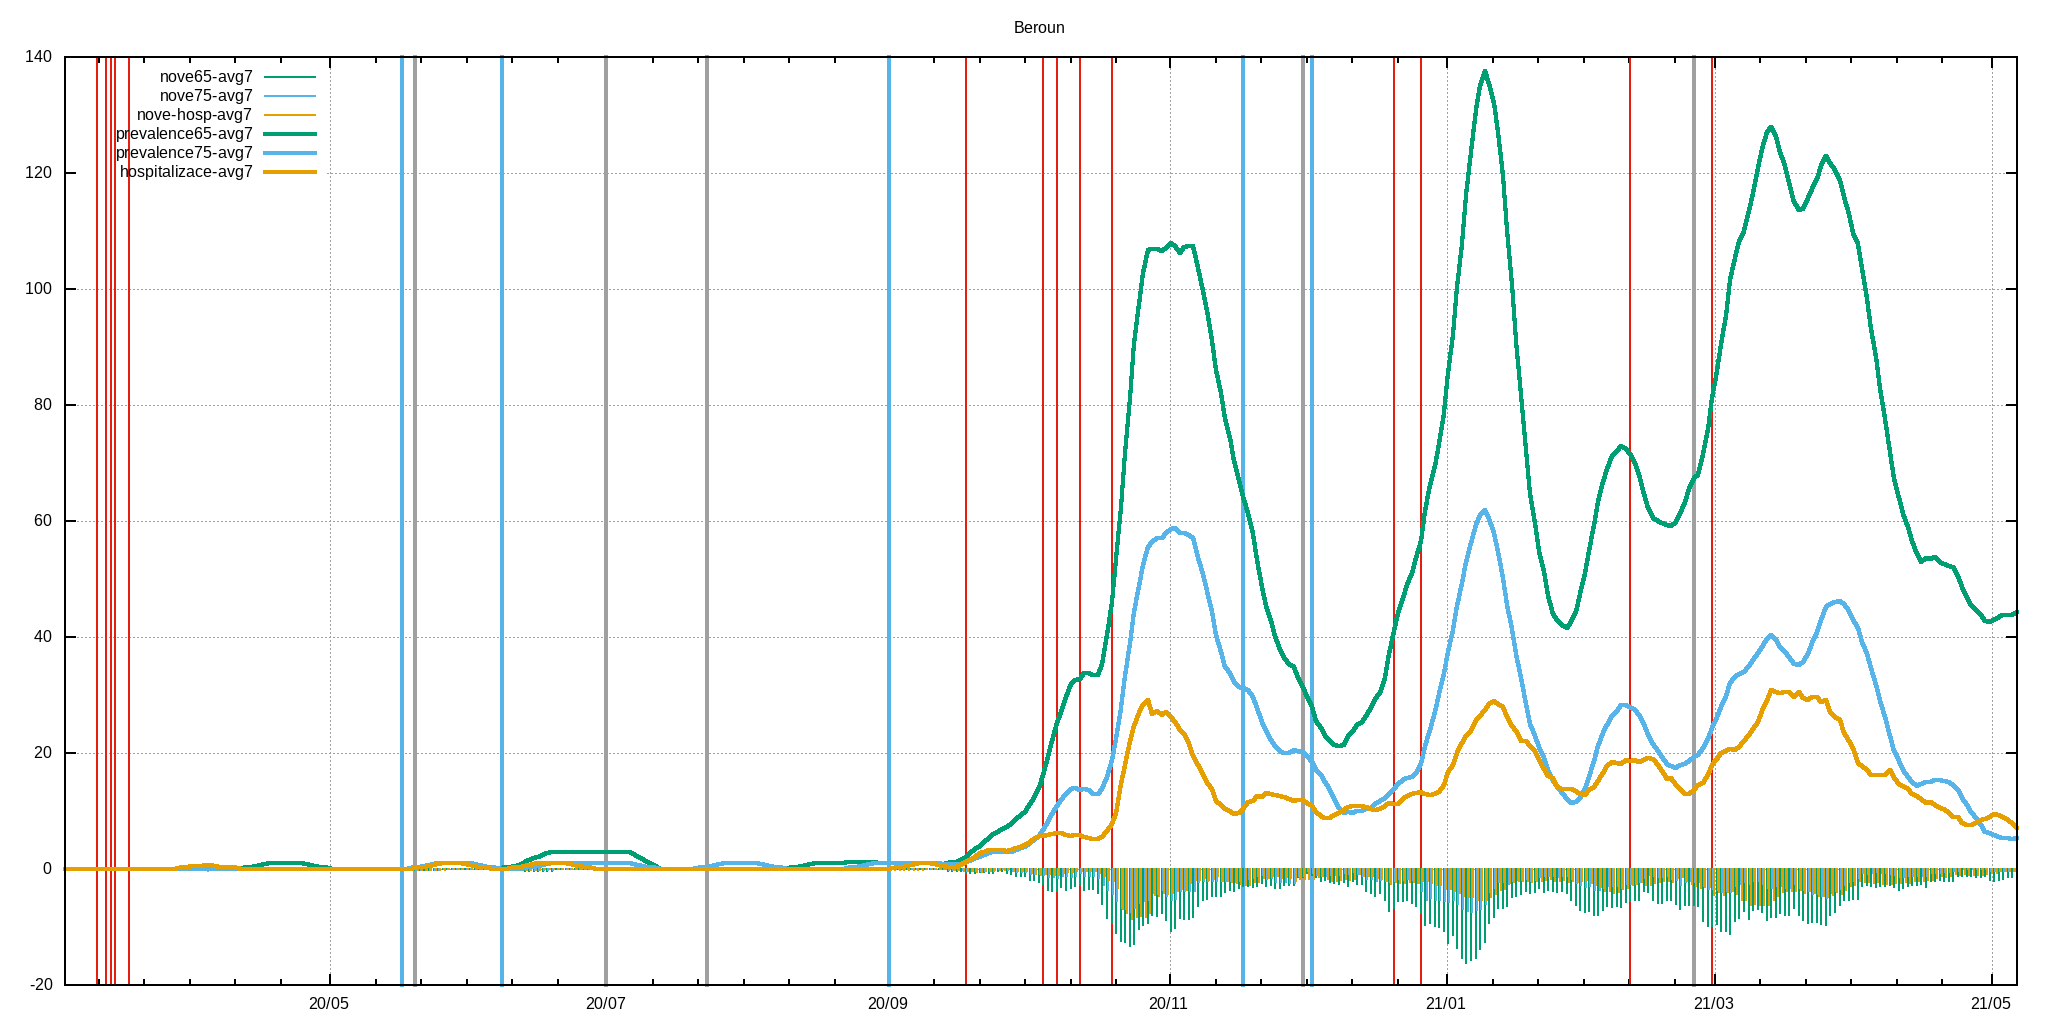 Beroun
140
120
100
80
60
40
20
0
-20
nove65-avg7
nove75-avg7
nove-hosp-avg7
prevalence65-avg7
prevalence75-avg7
hospitalizace-avg7
20/05 20/07 20/09 20/11 21/01 21/03 21/05